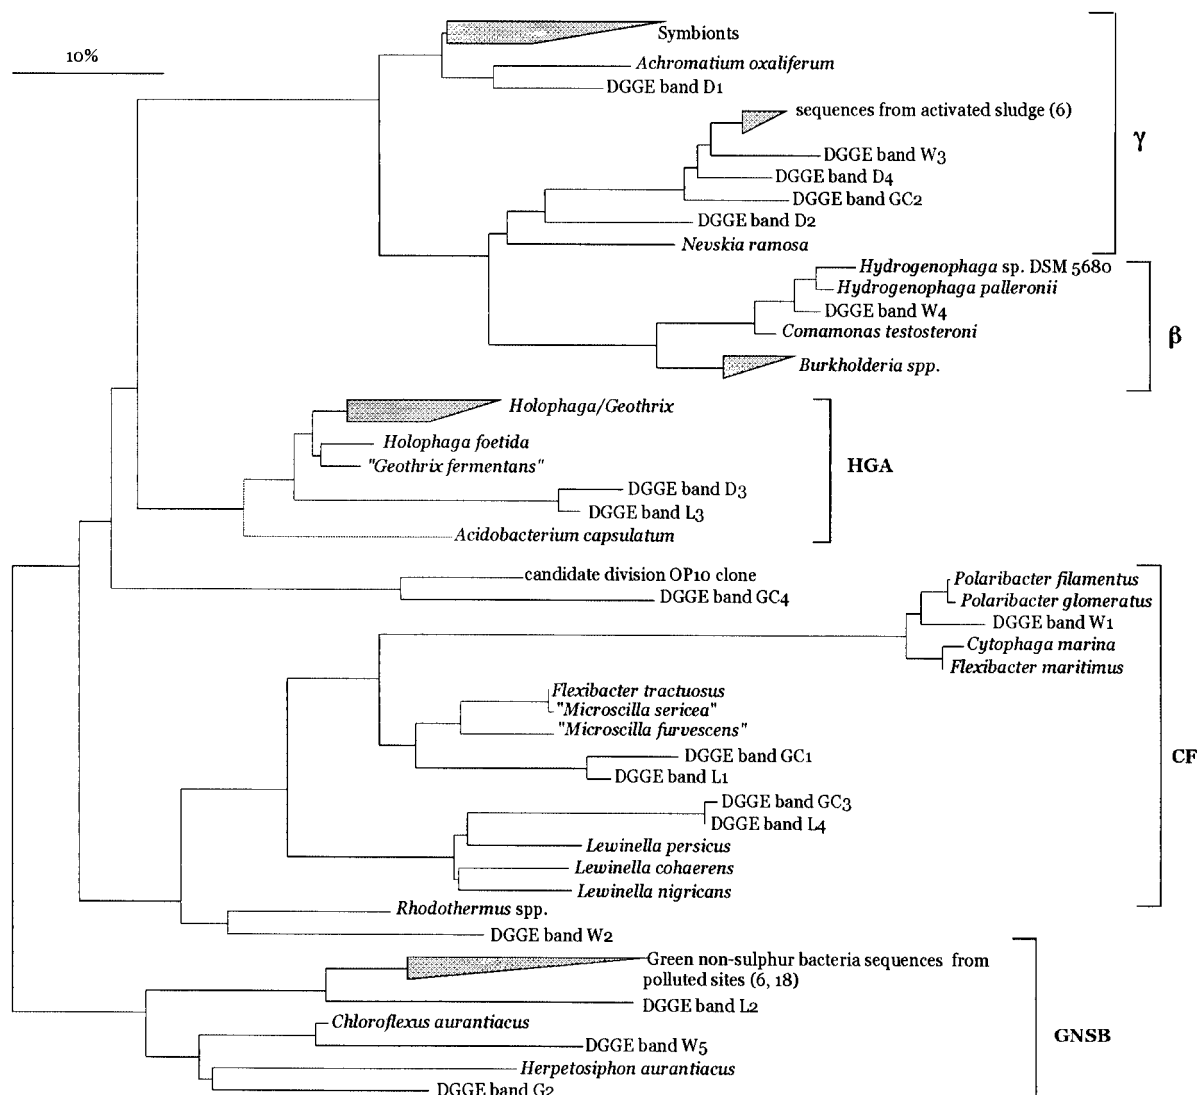 10%
Symbionts
Achromatium oxaliferum
DGGE band D1
sequences from activated sludge (6)
DGGE band W3
DGGE band D4
DGGE band GC2
DGGE band D2
Nevskia ramosa
γ
Hydrogenophaga sp. DSM 5680
Hydrogenophaga palleronii
DGGE band W4
Comamonas testosteroni
Burkholderia spp.
β
Holophaga/Geothrix
Holophaga foetida
"Geothrix fermentans"
DGGE band D3
DGGE band L3
Acidobacterium capsulatum
HGA
candidate division OP10 clone
DGGE band GC4
Polaribacter filamentus
Polaribacter glomeratus
DGGE band W1
Cytophaga marina
Flexibacter maritimus
Flexibacter tractuosus
"Microscilla sericea"
"Microscilla furvescens"
DGGE band GC1
DGGE band L1
DGGE band GC3
DGGE band L4
Lewinella persicus
Lewinella cohaerens
Lewinella nigricans
CF
Rhodothermus spp.
DGGE band W2
Green non-sulphur bacteria sequences from
polluted sites (6, 18)
DGGE band L2
Chloroflexus aurantiacus
DGGE band W5
Herpetosiphon aurantiacus
DGGE band G2
GNSB